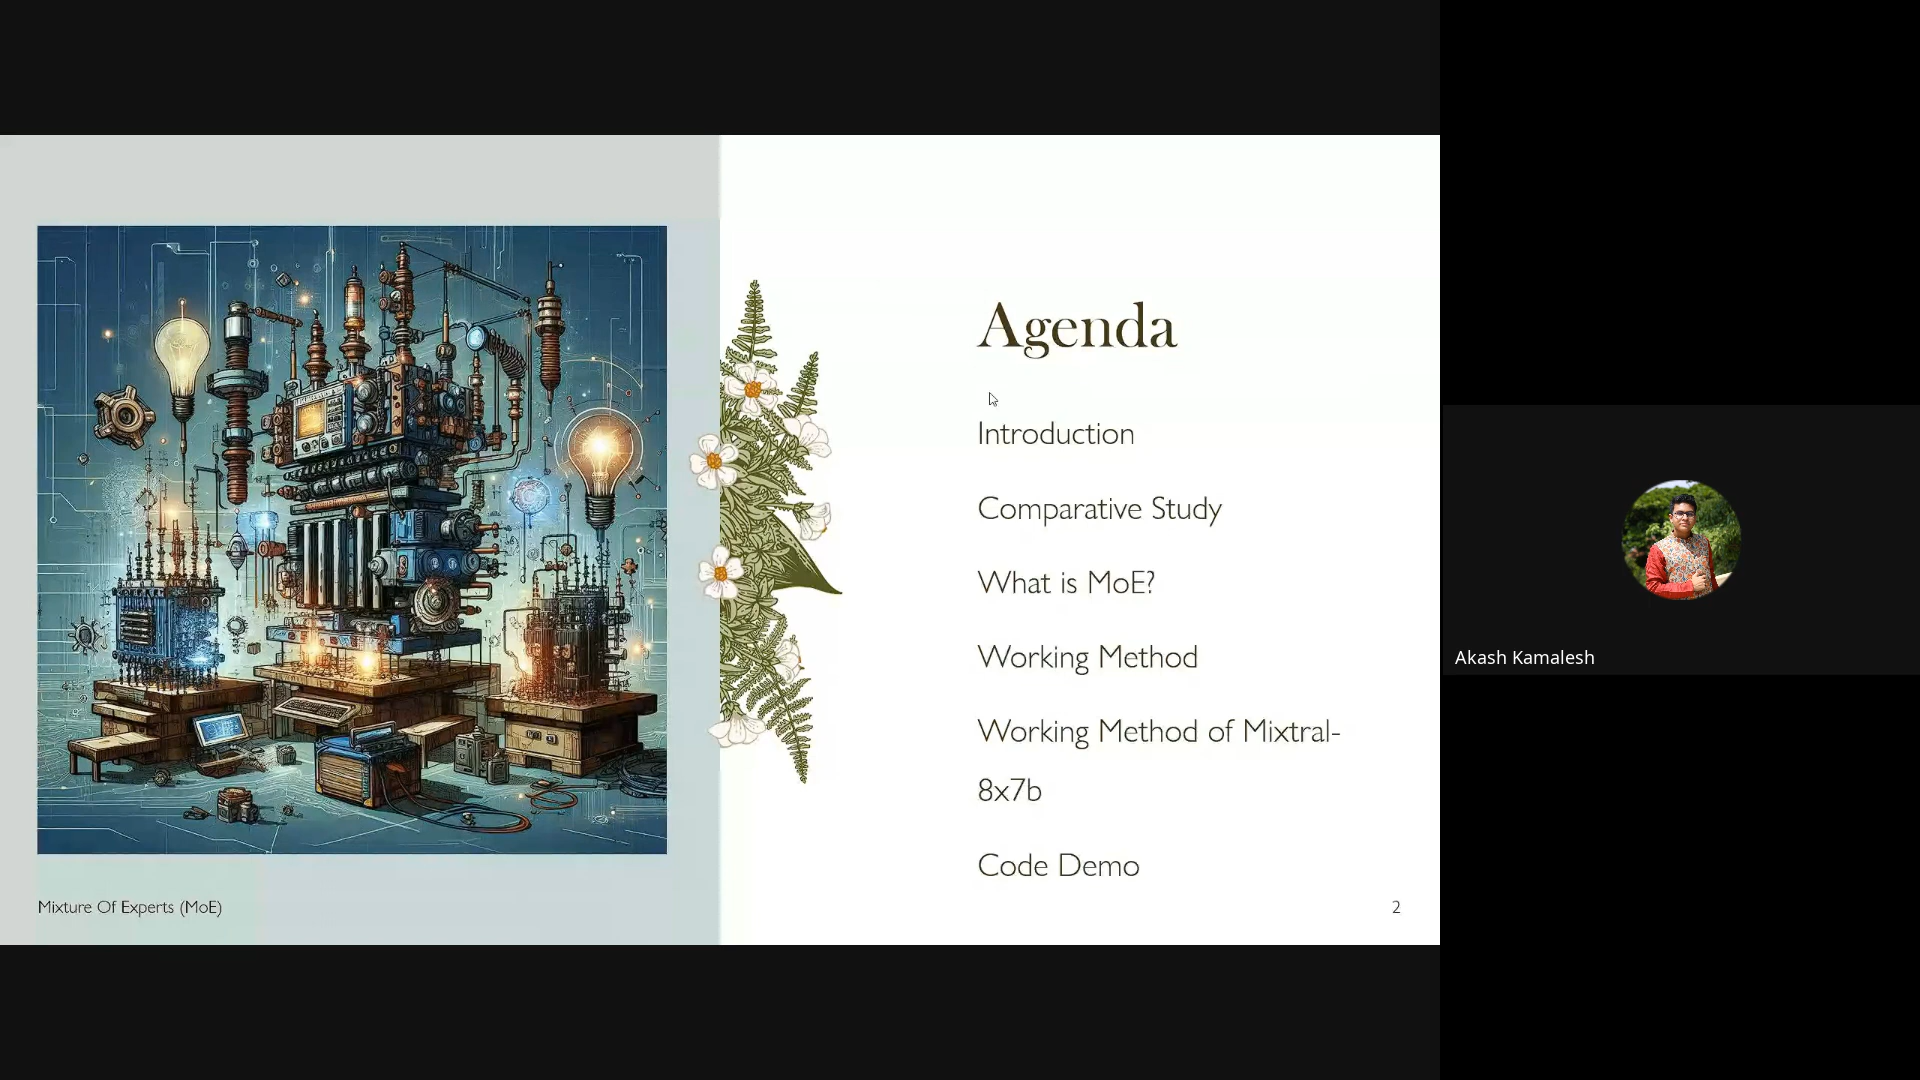 Agenda
Introduction
Comparative Study
What is MoE?
Working Method
Working Method of Mixtral-
8x7b
Code Demo
Mixture Of Experts (MoE)
2
Akash Kamalesh